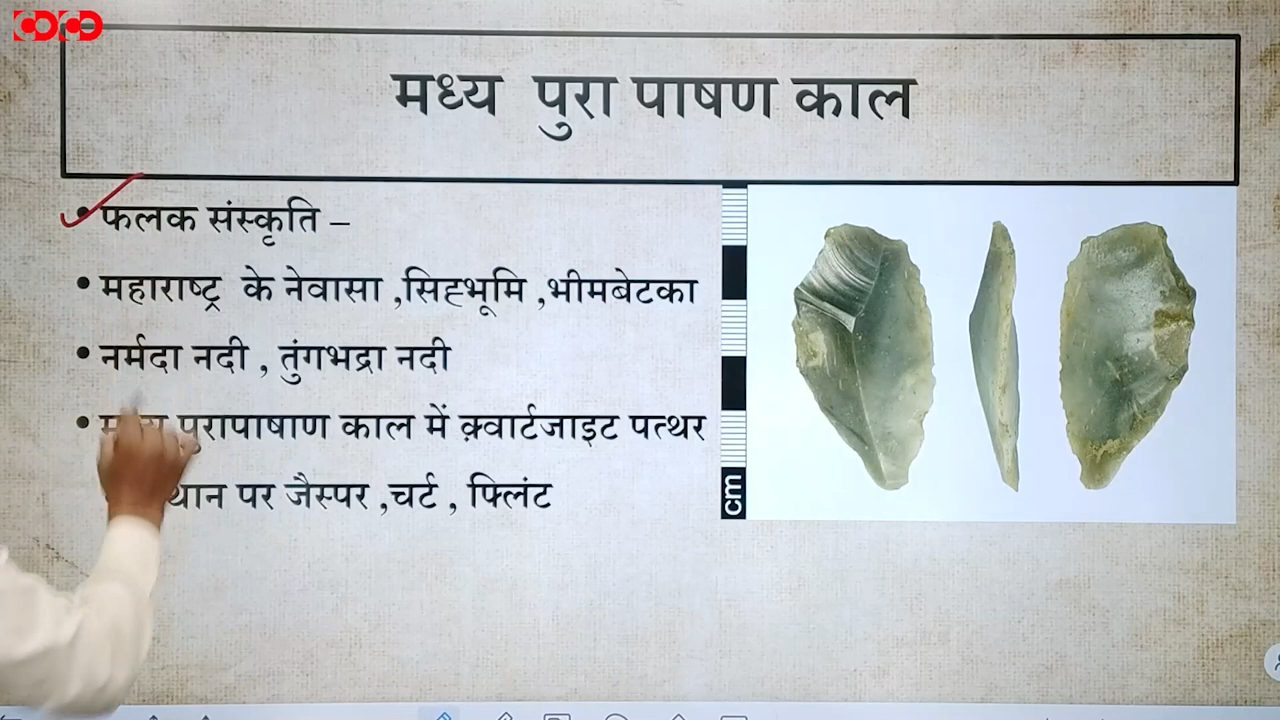 मध्य पुरा पाषण काल
• फलक संस्कृति –
• महाराष्ट्र के नेवासा ,सिह्भूमि ,भीमबेटका
• नर्मदा नदी , तुंगभद्रा नदी
• पुरापाषाण काल में क़्वार्टजाइट पत्थर
पर जैस्पर ,चर्ट , फ्लिंट
cm